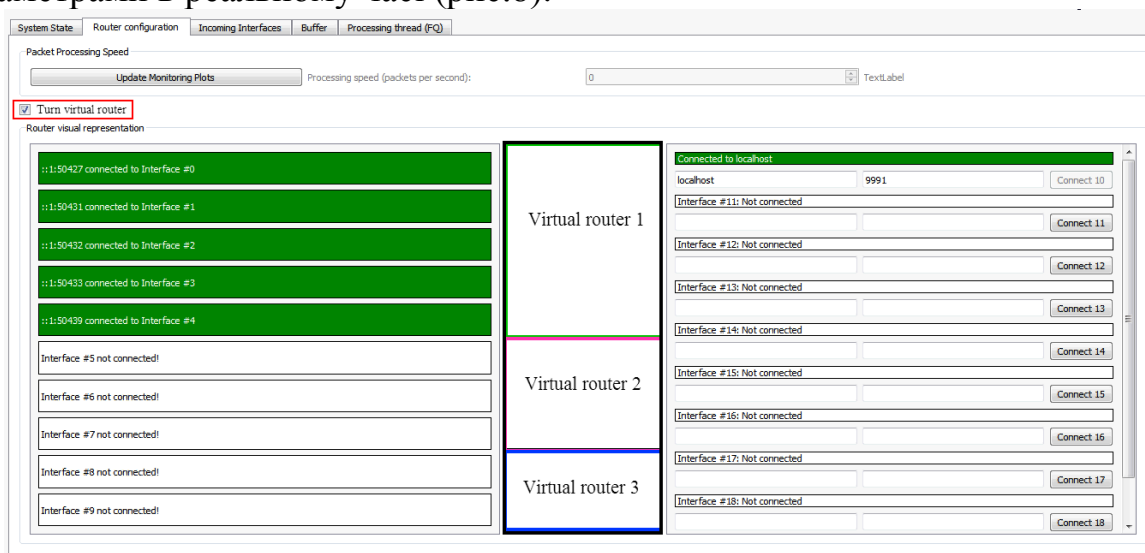 аметрами в реальному часі (рис.8).
System State Router configuration Incoming Interfaces Buffer Processing thread (FQ)
Packet Processing Speed
Update Monitoring Plots Processing speed (packets per second): 0 TextLabel
Turn virtual router
Router visual representation
::1:50427 connected to Interface #0
::1:50431 connected to Interface #1
::1:50432 connected to Interface #2
::1:50433 connected to Interface #3
::1:50439 connected to Interface #4
Interface #5 not connected!
Interface #6 not connected!
Interface #7 not connected!
Interface #8 not connected!
Interface #9 not connected!
Virtual router 1
Virtual router 2
Virtual router 3
Connected to localhost
localhost 9991 Connect 10
Interface #11: Not connected
Connect 11
Interface #12: Not connected
Connect 12
Interface #13: Not connected
Connect 13
Interface #14: Not connected
Connect 14
Interface #15: Not connected
Connect 15
Interface #16: Not connected
Connect 16
Interface #17: Not connected
Connect 17
Interface #18: Not connected
Connect 18